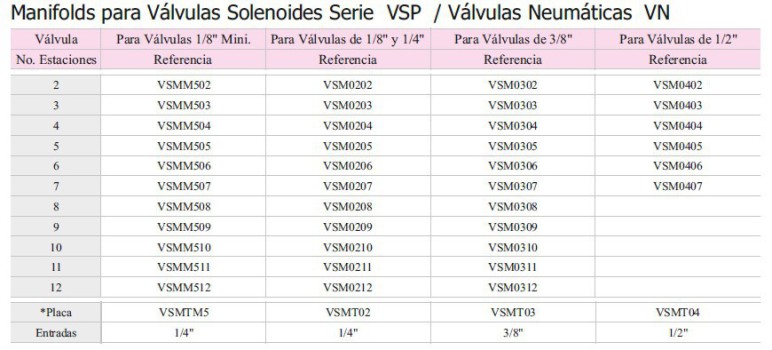 Manifolds para Válvulas Solenoides Serie VSP / Válvulas Neumáticas VN
Válvula Para Válvulas 1/8" Mini. Para Válvulas de 1/8" y 1/4" Para Válvulas de 3/8" Para Válvulas de 1/2"
No. Estaciones Referencia Referencia Referencia Referencia
2 VSMM502 VSM0202 VSM0302 VSM0402
3 VSMM503 VSM0203 VSM0303 VSM0403
4 VSMM504 VSM0204 VSM0304 VSM0404
5 VSMM505 VSM0205 VSM0305 VSM0405
6 VSMM506 VSM0206 VSM0306 VSM0406
7 VSMM507 VSM0207 VSM0307 VSM0407
8 VSMM508 VSM0208 VSM0308
9 VSMM509 VSM0209 VSM0309
10 VSMM510 VSM0210 VSM0310
11 VSMM511 VSM0211 VSM0311
12 VSMM512 VSM0212 VSM0312
*Placa VSMTM5 VSMT02 VSMT03 VSMT04
Entradas 1/4" 1/4" 3/8" 1/2"